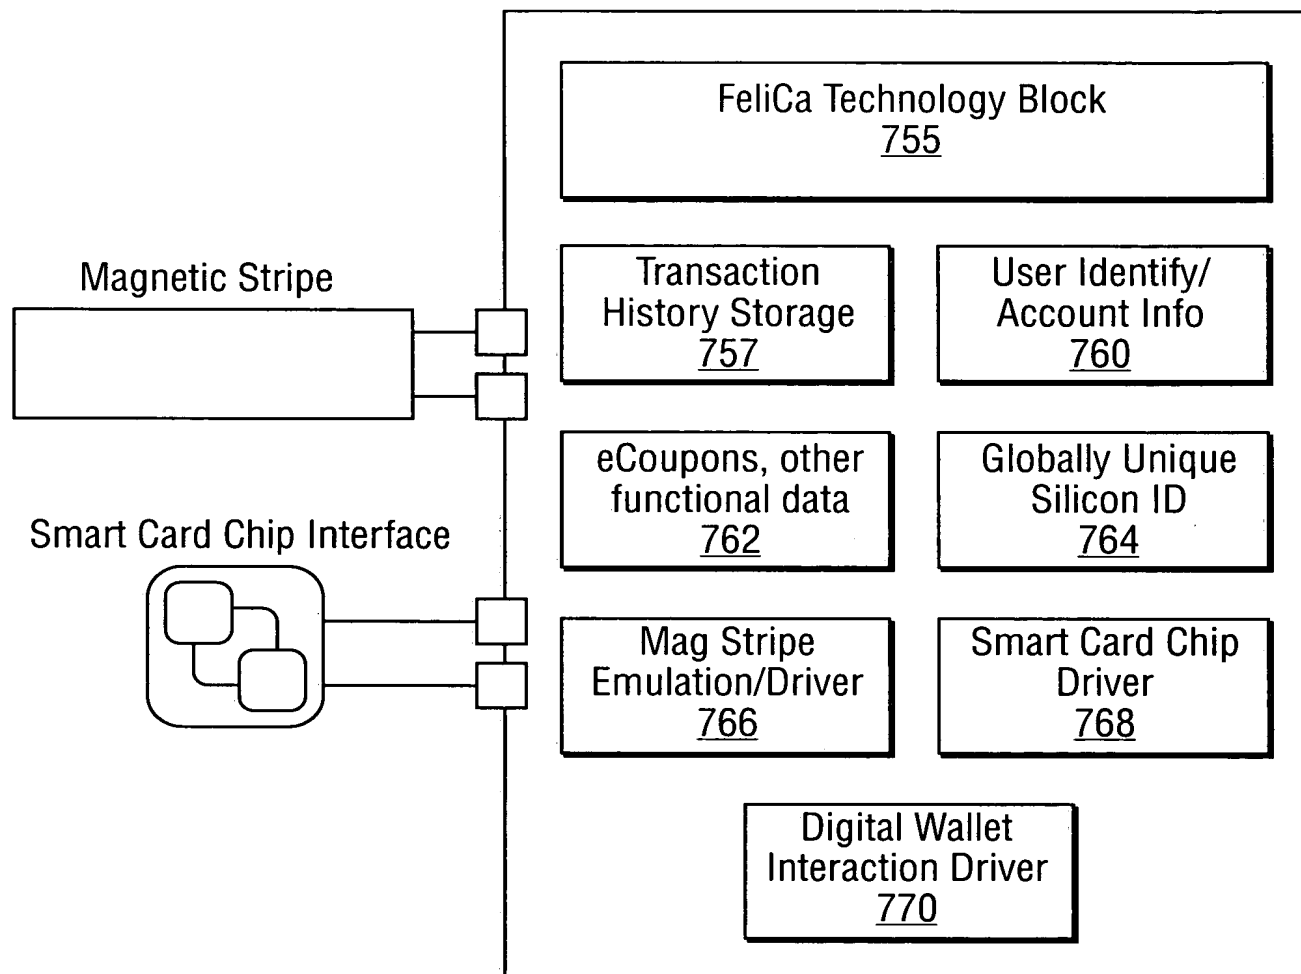 FeliCa Technology Block
755
Magnetic Stripe
Transaction
History Storage
757
User Identify/
Account Info
760
eCoupons, other
functional data
762
Globally Unique
Silicon ID
764
Smart Card Chip Interface
Mag Stripe
Emulation/Driver
766
Smart Card Chip
Driver
768
Digital Wallet
Interaction Driver
770